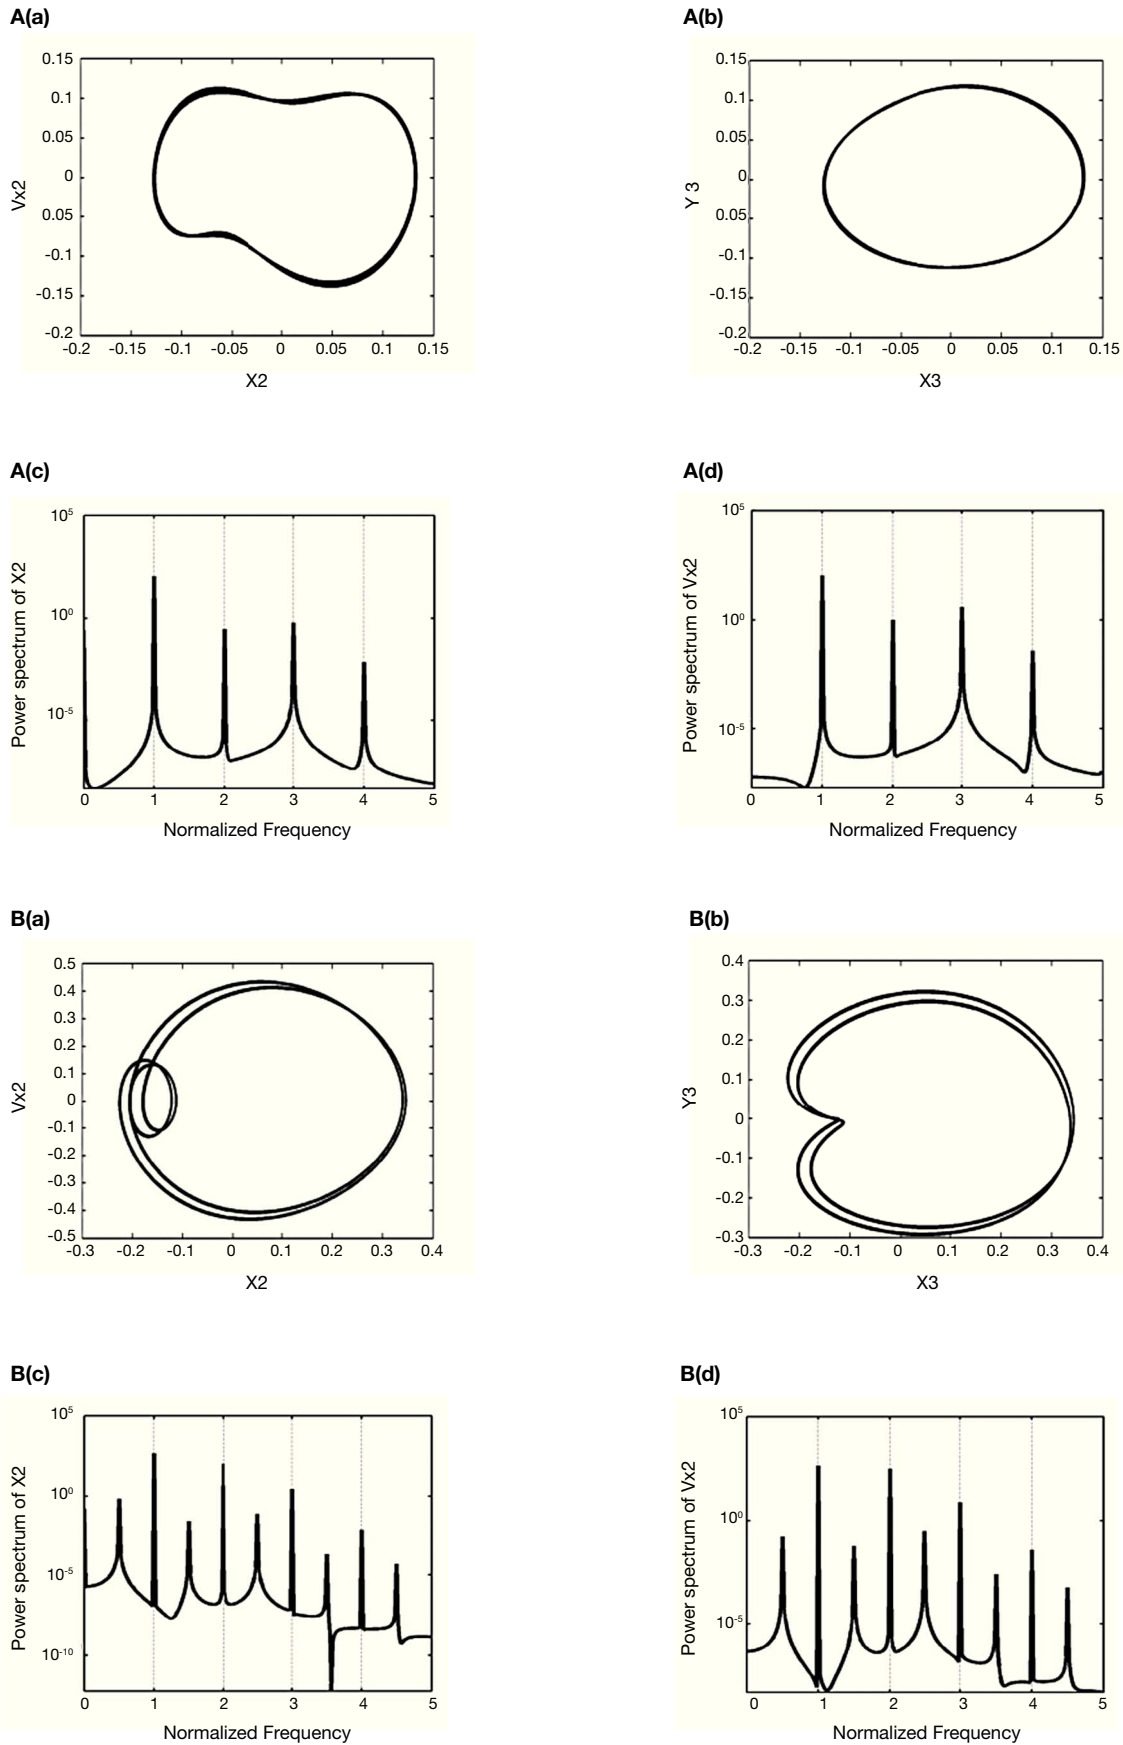 A(a)
A(b)
0.15
0.1
0.05
0
0.05
-0.1
-0.15
-0.2
Vx2
-0.2 -0.15 -0.1 -0.05 0 0.05 0.1 0.15
X2
0.15
0.1
0.05
0
0.05
-0.1
-0.15
-0.2
Y 3
-0.2 -0.15 -0.1 -0.05 0 0.05 0.1 0.15
X3
A(c)
A(d)
10⁵
10⁰
10⁻⁵
Power spectrum of X2
0 1 2 3 4 5
Normalized Frequency
10⁵
10⁰
10⁻⁵
Power spectrum of Vx2
0 1 2 3 4 5
Normalized Frequency
B(a)
B(b)
0.5
0.4
0.3
0.2
0.1
0
-0.1
-0.2
-0.3
-0.4
-0.5
Vx2
-0.3 -0.2 -0.1 0 0.1 0.2 0.3 0.4
X2
0.4
0.3
0.2
0.1
0
-0.1
-0.2
-0.3
Y3
-0.3 -0.2 -0.1 0 0.1 0.2 0.3 0.4
X3
B(c)
B(d)
10⁵
10⁰
10⁻⁵
10⁻¹⁰
Power spectrum of X2
0 1 2 3 4 5
Normalized Frequency
10⁵
10⁰
10⁻⁵
Power spectrum of Vx2
0 1 2 3 4 5
Normalized Frequency